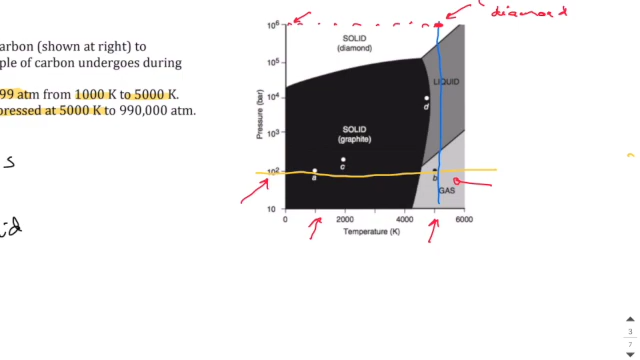 arbon (shown at right) to
ple of carbon undergoes during
99 atm from 1000 K to 5000 K.
pressed at 5000 K to 990,000 atm.
s
id
diamond
10⁶
10⁵
10⁴
10³
10²
10
Pressure (bar)
SOLID
(diamond)
LIQUID
d
SOLID
(graphite)
c
a
b
GAS
0
2000
4000
6000
Temperature (K)
3
7